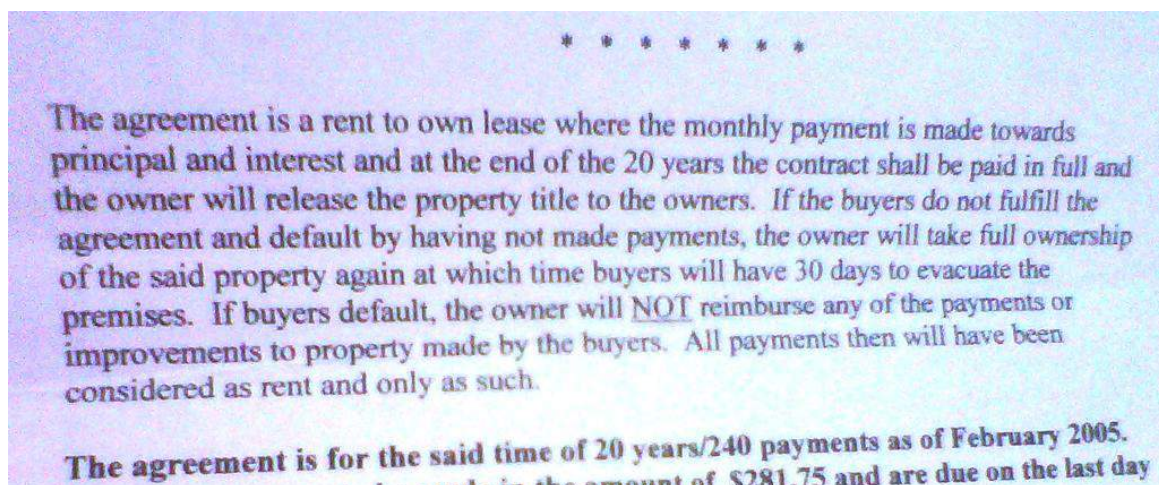 * * * * * * *
The agreement is a rent to own lease where the monthly payment is made towards
principal and interest and at the end of the 20 years the contract shall be paid in full and
the owner will release the property title to the owners. If the buyers do not fulfill the
agreement and default by having not made payments, the owner will take full ownership
of the said property again at which time buyers will have 30 days to evacuate the
premises. If buyers default, the owner will NOT reimburse any of the payments or
improvements to property made by the buyers. All payments then will have been
considered as rent and only as such.
The agreement is for the said time of 20 years/240 payments as of February 2005.
in the amount of $281.75 and are due on the last day